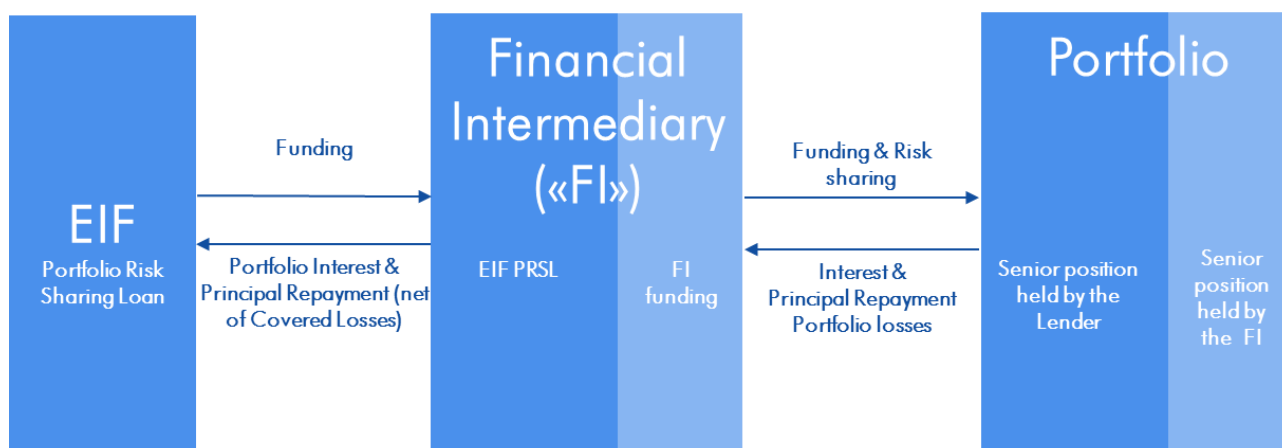 EIF
Portfolio Risk
Sharing Loan
Funding
Portfolio Interest &
Principal Repayment (net
of Covered Losses)
Financial
Intermediary
(«FI»)
EIF PRSL
FI
funding
Funding & Risk
sharing
Interest &
Principal Repayment
Portfolio losses
Portfolio
Senior position
held by the
Lender
Senior
position
held by
the FI